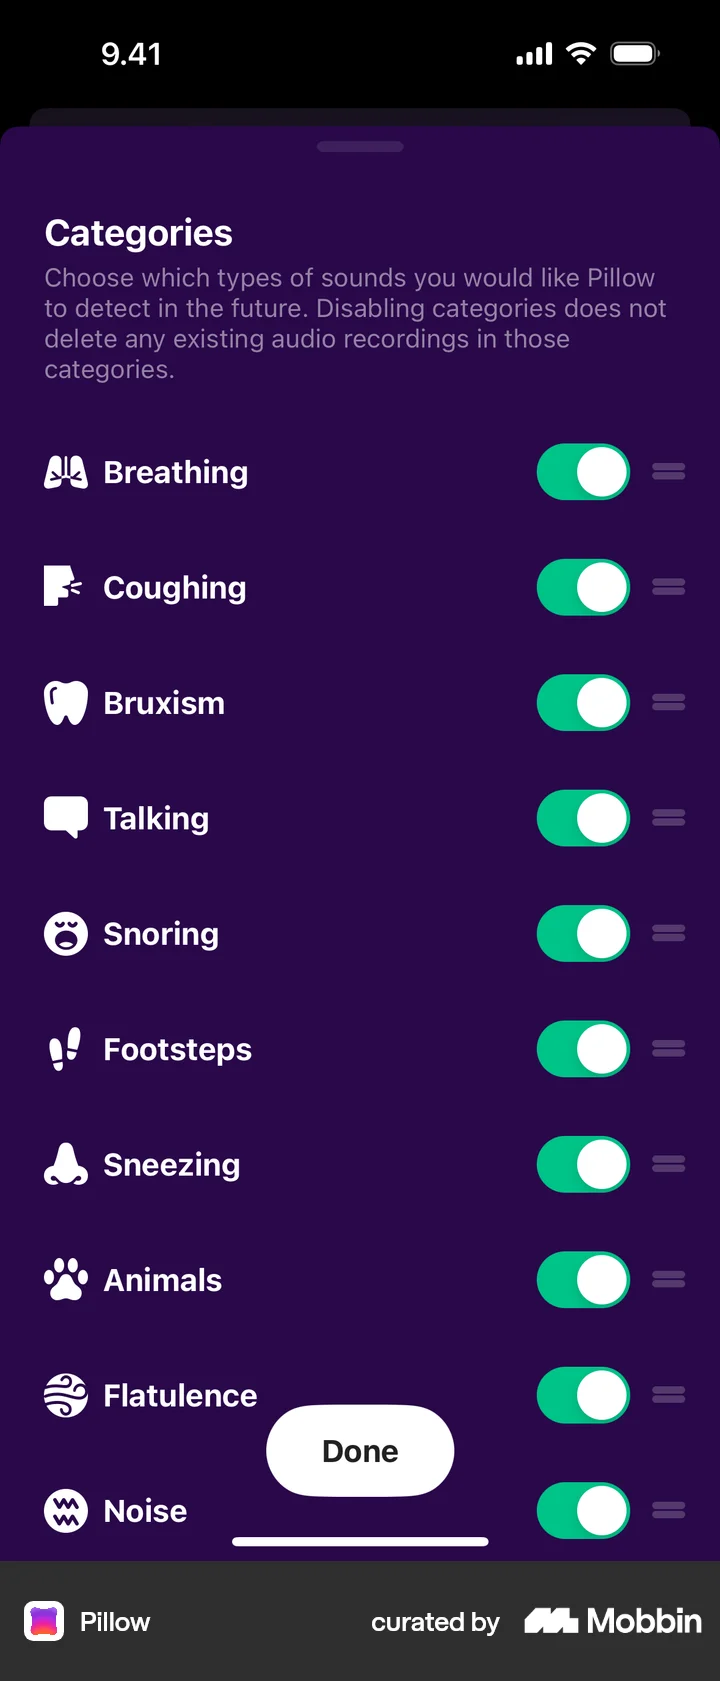 9.41
Categories
Choose which types of sounds you would like Pillow
to detect in the future. Disabling categories does not
delete any existing audio recordings in those
categories.
Breathing
Coughing
Bruxism
Talking
Snoring
Footsteps
Sneezing
Animals
Flatulence
Done
Noise
Pillow
curated by Mobbin